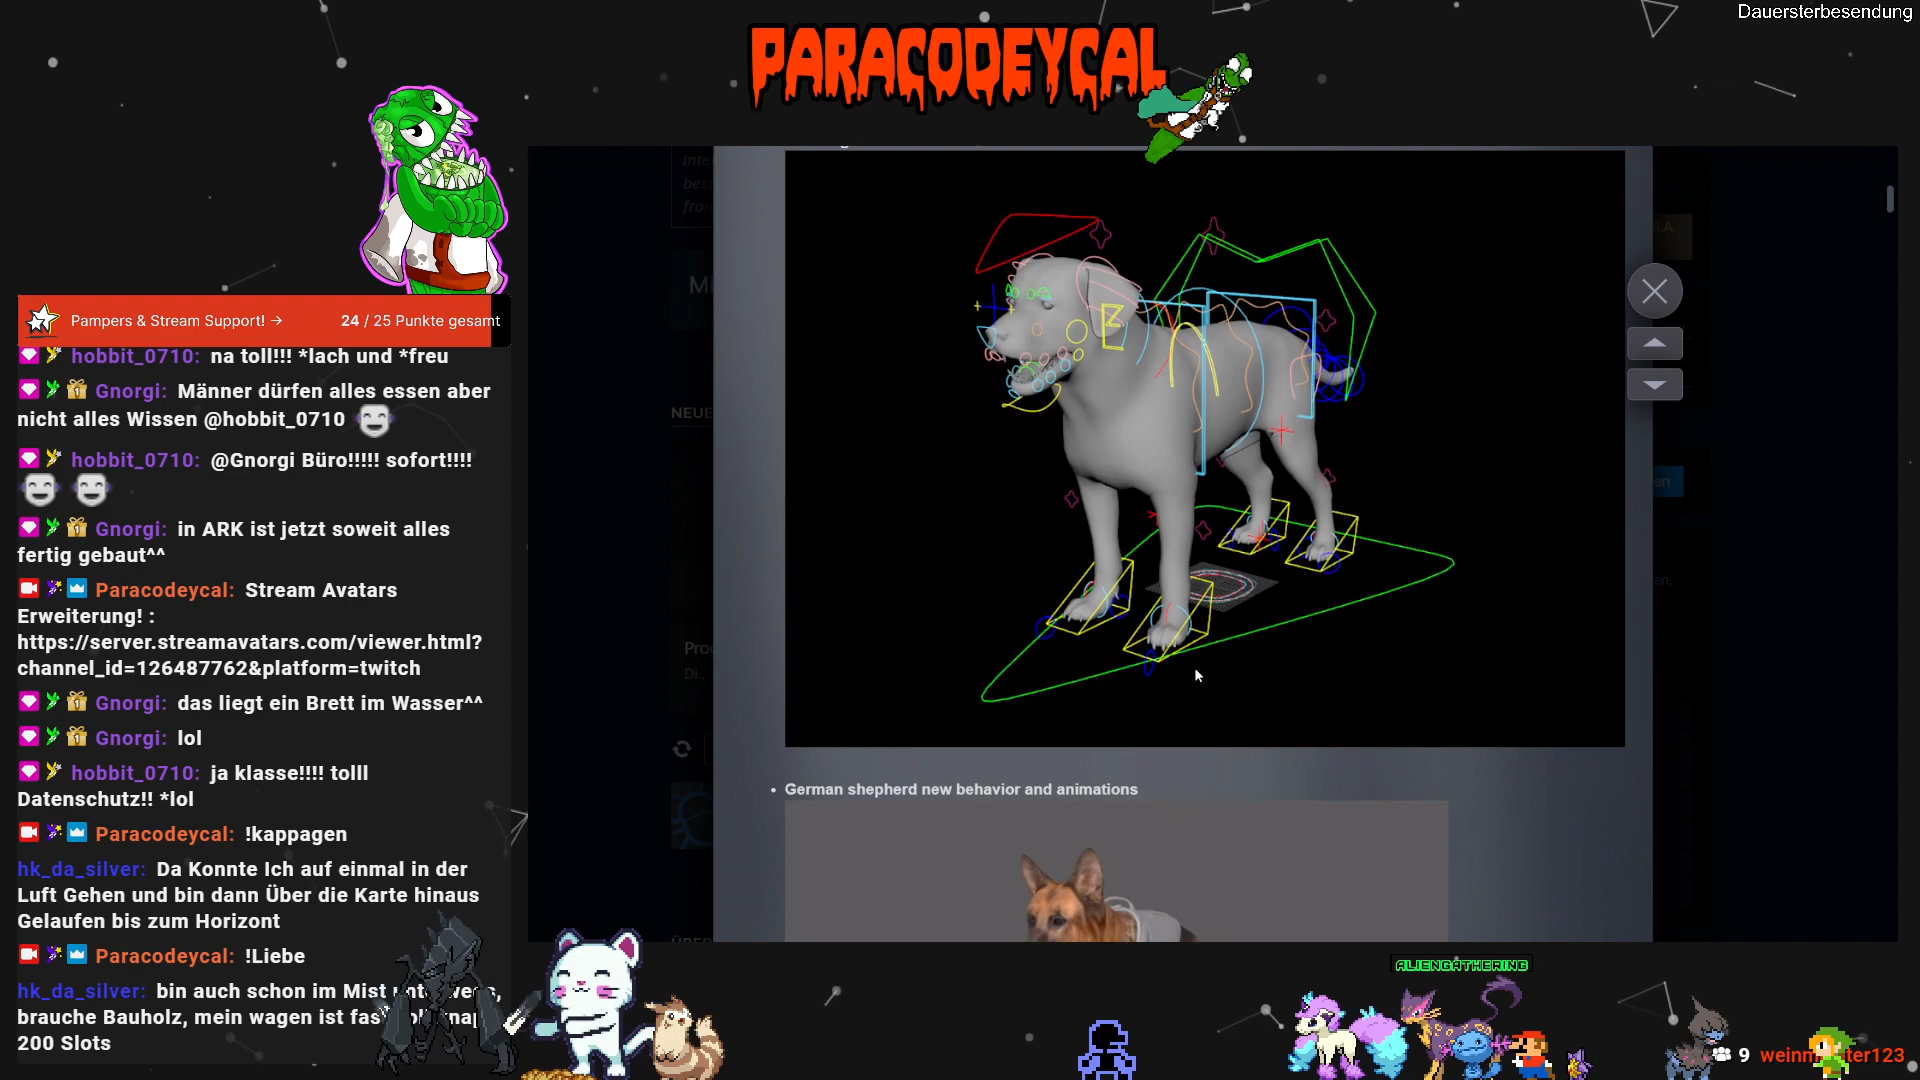 Dauersterbesendung
PARACODEYCAL
Pampers & Stream Support! → 24 / 25 Punkte gesamt
hobbit_0710: na toll!!! *lach und *freu
Gnorgi: Männer dürfen alles essen aber
nicht alles Wissen @hobbit_0710
hobbit_0710: @Gnorgi Büro!!!!! sofort!!!!
Gnorgi: in ARK ist jetzt soweit alles
fertig gebaut^^
Paracodeycal: Stream Avatars
Erweiterung! :
https://server.streamavatars.com/viewer.html?
channel_id=126487762&platform=twitch
Gnorgi: das liegt ein Brett im Wasser^^
Gnorgi: lol
hobbit_0710: ja klasse!!!! tolll
Datenschutz!! *lol
Paracodeycal: !kappagen
hk_da_silver: Da Konnte Ich auf einmal in der
Luft Gehen und bin dann Über die Karte hinaus
Gelaufen bis zum Horizont
Paracodeycal: !Liebe
hk_da_silver: bin auch schon im Mist
brauche Bauholz, mein wagen ist
200 Slots
NEUE
• German shepherd new behavior and animations
ALIENGATHERING
9